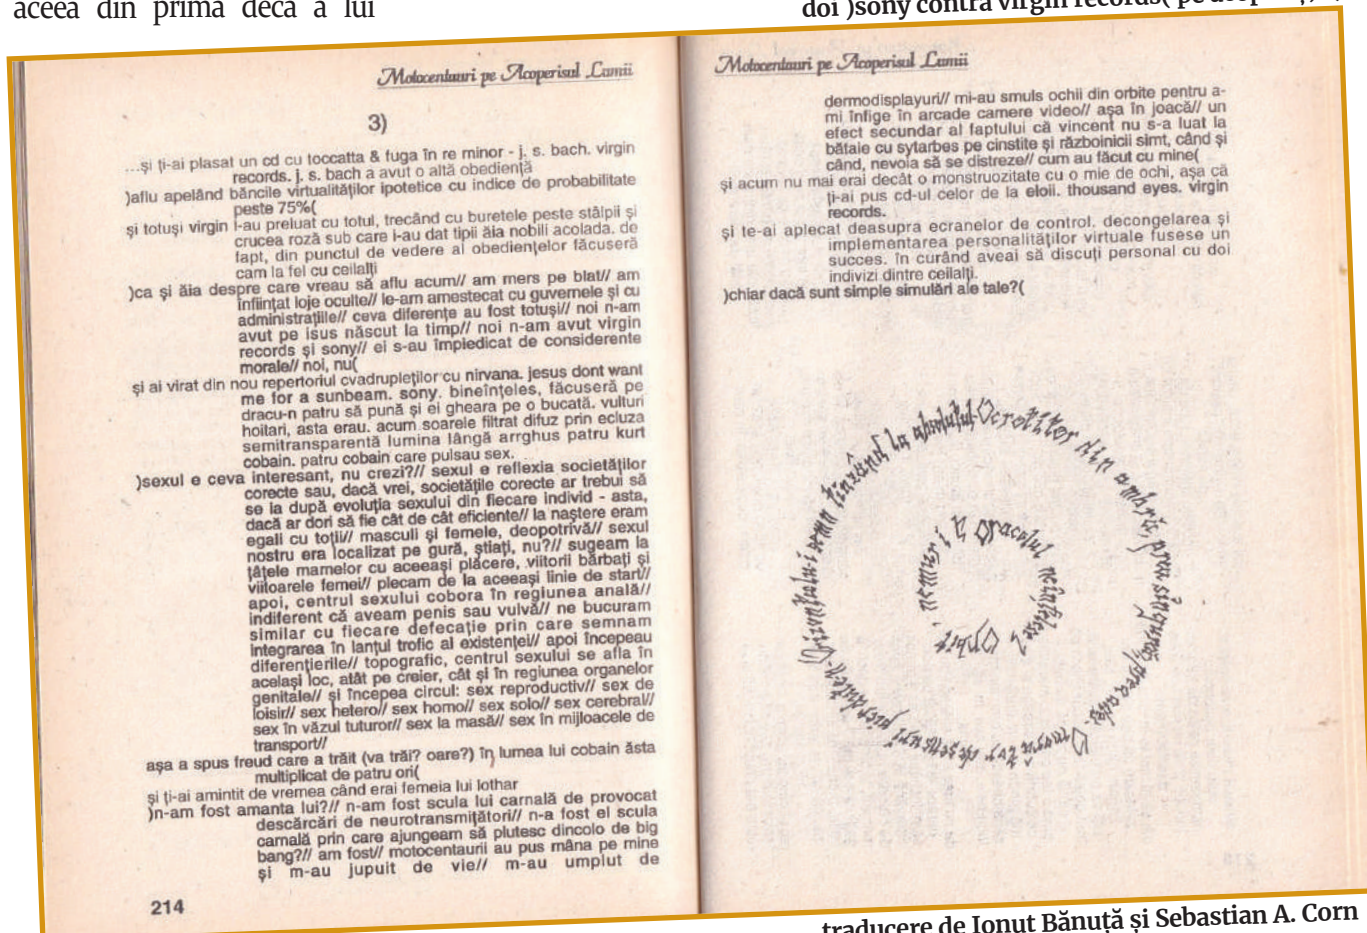 aceea din prima decă a lui
doi )sony contra virgin records( pe
Motocentauri pe Acoperisul Lumii
3)
...și ți-ai plasat un cd cu toccatta & fuga în re minor - j. s. bach. virgin
records. j. s. bach a avut o altă obediență
)aflu apelând băncile virtualităților ipotetice cu indice de probabilitate
peste 75%(
și totuși virgin l-au preluat cu totul, trecând cu buretele peste stâlpii și
crucea roză sub care i-au dat tipii ăia nobili acolada. de
fapt, din punctul de vedere al obediențelor făcuseră
cam la fel cu ceilalți
)ca și ăia despre care vreau să aflu acum// am mers pe blat// am
înființat loje oculte// le-am amestecat cu guvernele și cu
administrațiile// ceva diferențe au fost totuși// noi n-am
avut pe isus născut la timp// noi n-am avut virgin
records și sony// ei s-au împiedicat de considerente
morale// noi, nu(
și ai virat din nou repertoriul cvadrupleților cu nirvana. jesus dont want
me for a sunbeam. sony. bineînțeles, făcuseră pe
dracu-n patru să pună și ei gheara pe o bucată. vulturi
hoitari, asta erau. acum soarele filtrat difuz prin ecluza
semitransparentă lumina lângă arrghus patru kurt
cobain. patru cobain care pulsau sex.
)sexul e ceva interesant, nu crezi?// sexul e reflexia societăților
corecte sau, dacă vrei, societățile corecte ar trebui să
se la după evoluția sexului din fiecare individ - asta,
dacă ar dori să fie cât de cât eficiente// la naștere eram
egali cu toții// masculi și femele, deopotrivă// sexul
nostru era localizat pe gură, știați, nu?// sugeam la
țâțele mamelor cu aceeași plăcere, viitorii bărbați și
viitoarele femei// plecam de la aceeași linie de start//
apoi, centrul sexului cobora în regiunea anală//
indiferent că aveam penis sau vulvă// ne bucuram
similar cu fiecare defecație prin care semnam
integrarea în lanțul trofic al existenței// apoi începeau
diferențierile// topografic, centrul sexului se afla în
același loc, atât pe creier, cât și în regiunea organelor
genitale// și începea circul: sex reproductiv// sex de
loisir// sex hetero// sex homo// sex solo// sex cerebral//
sex în văzul tuturor// sex la masă// sex în mijloacele de
transport//
așa a spus freud care a trăit (va trăi? oare?) în lumea lui cobain ăsta
multiplicat de patru ori(
și ți-ai amintit de vremea când erai femeia lui lothar
)n-am fost amanta lui?// n-am fost scula lui carnală de provocat
descărcări de neurotransmițători// n-a fost el scula
carnală prin care ajungeam să plutesc dincolo de big
bang?// am fost// motocentaurii au pus mâna pe mine
și m-au jupuit de vie// m-au umplut de
214
Motocentauri pe Acoperisul Lumii
dermodisplayuri// mi-au smuls ochii din orbite pentru a-
mi înfige în arcade camere video// așa în joacă// un
efect secundar al faptului că vincent nu s-a luat la
bătaie cu sytarbes pe cinstite și războinicii simt, când și
când, nevoia să se distreze// cum au făcut cu mine(
și acum nu mai erai decât o monstruozitate cu o mie de ochi, așa că
ți-ai pus cd-ul celor de la eloii. thousand eyes. virgin
records.
și te-ai aplecat deasupra ecranelor de control. decongelarea și
implementarea personalităților virtuale fusese un
succes. în curând aveai să discuți personal cu doi
indivizi dintre ceilalți.
)chiar dacă sunt simple simulări ale tale?(
Ocrotitor din umbră, prea singuru,
Orizontului semn tinzând la absolutul
nemuri Oracolul neînțelese
Orbit
traducere de Ionuț Bănuță și Sebastian A. Corn